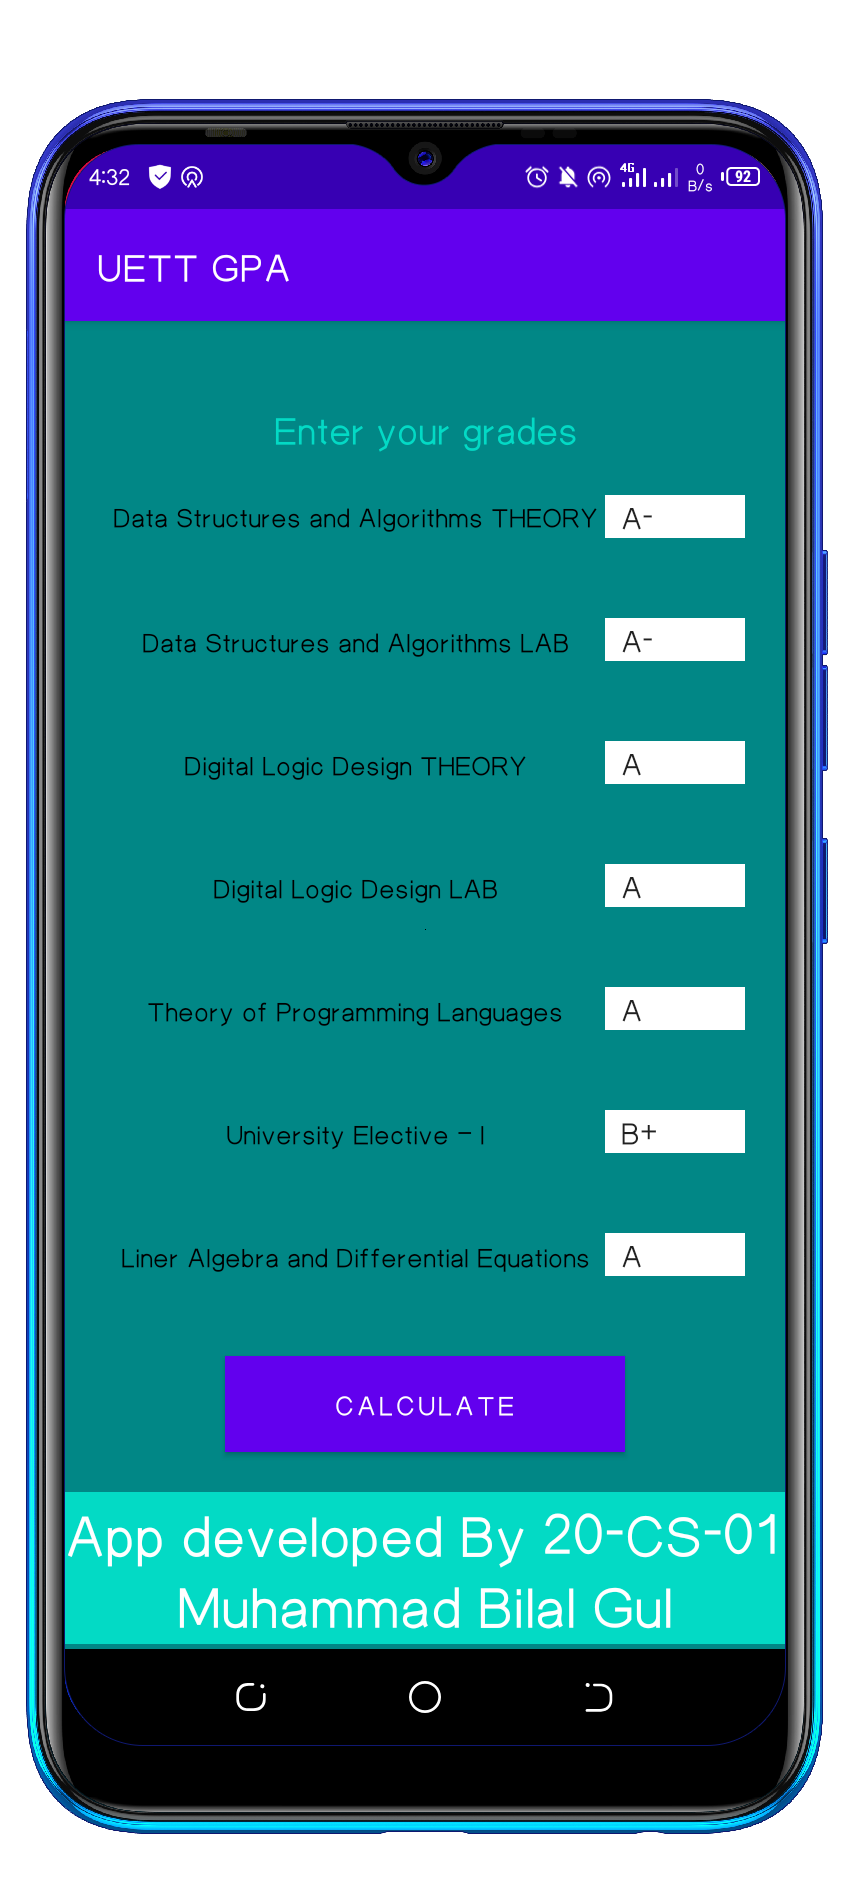 4:32
4G
0
B/s
92
UETT GPA
Enter your grades
Data Structures and Algorithms THEORY A-
Data Structures and Algorithms LAB A-
Digital Logic Design THEORY A
Digital Logic Design LAB A
Theory of Programming Languages A
University Elective - I B+
Liner Algebra and Differential Equations A
CALCULATE
App developed By 20-CS-01
Muhammad Bilal Gul